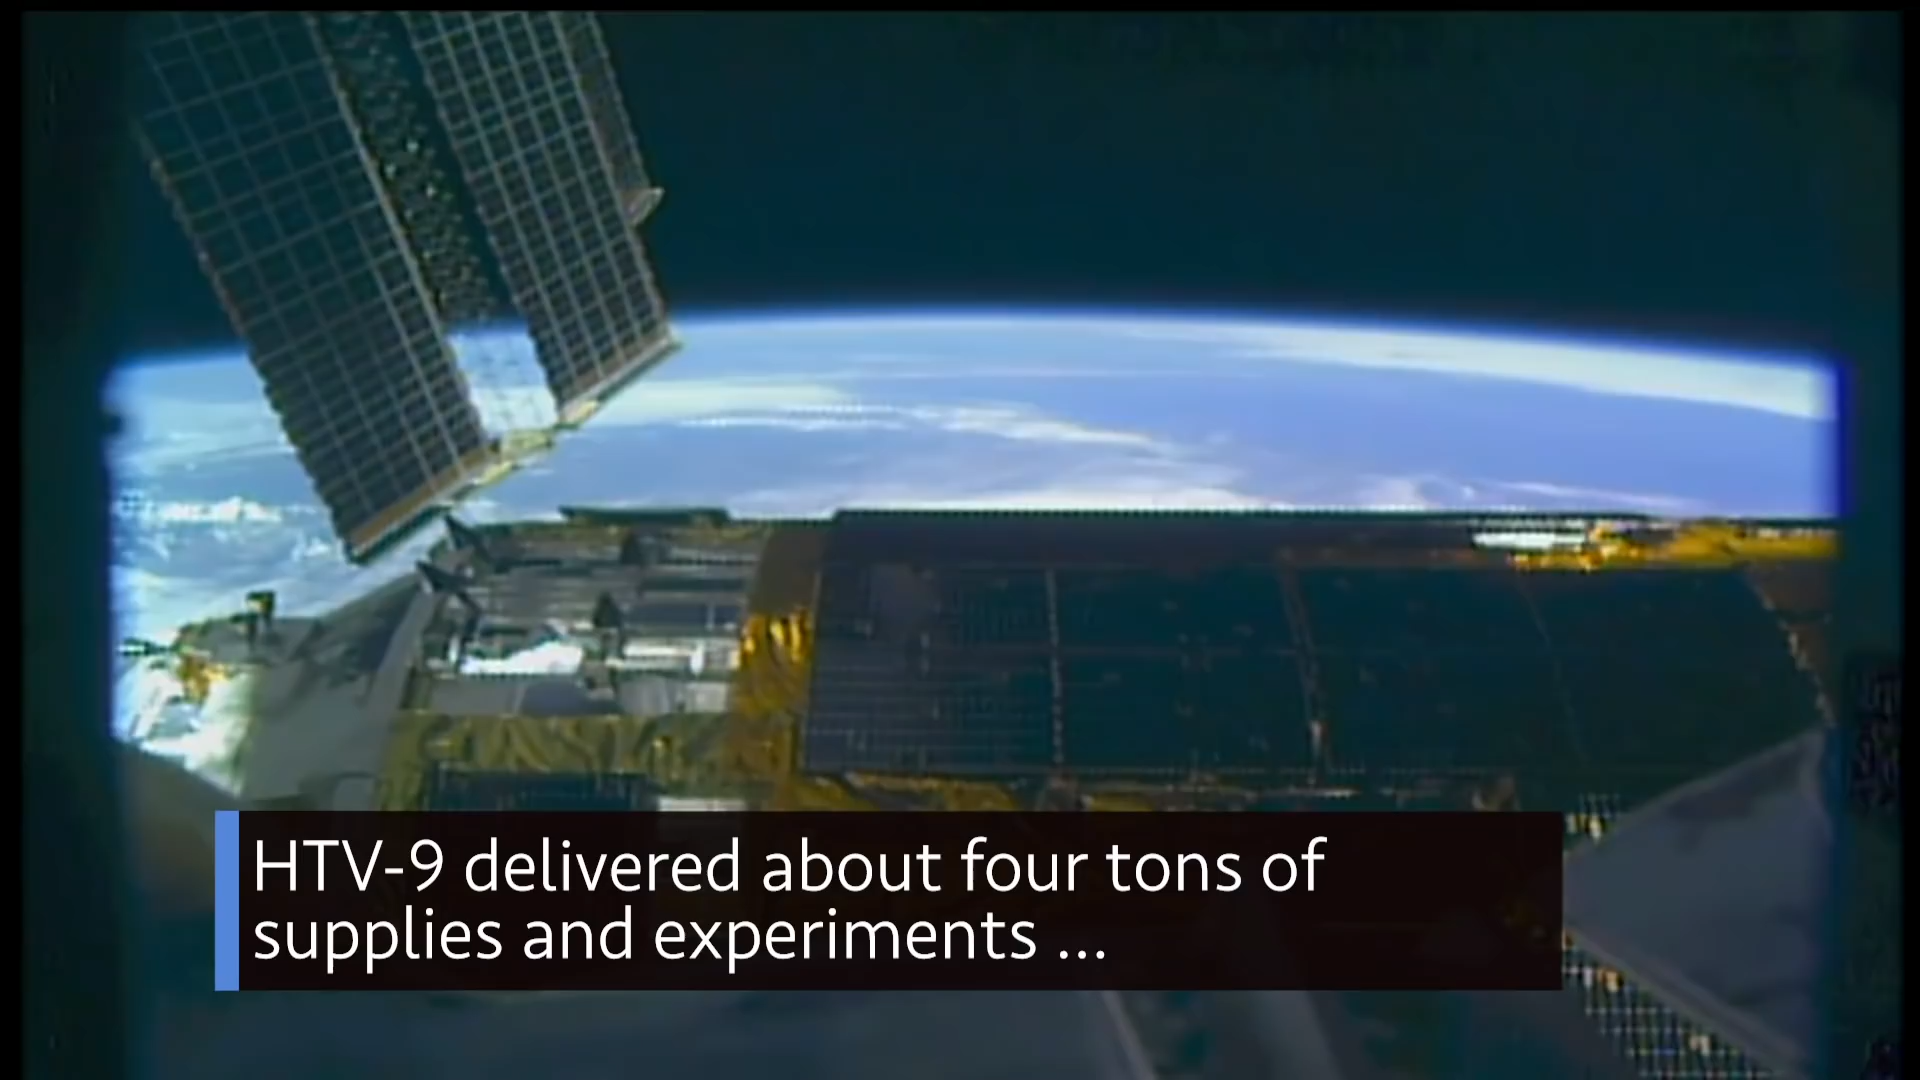 HTV-9 delivered about four tons of
supplies and experiments ...